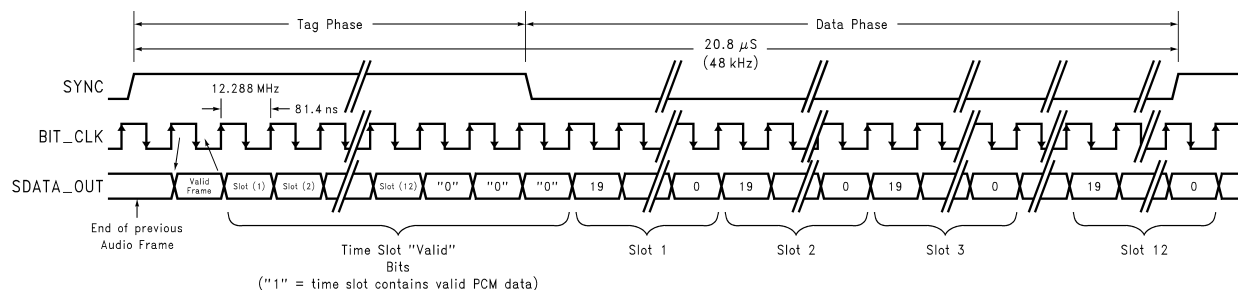 Tag Phase
Data Phase
20.8 μS
(48 kHz)
SYNC
12.288 MHz
81.4 ns
BIT_CLK
SDATA_OUT
Valid
Frame
Slot (1)
Slot (2)
Slot (12)
"0"
"0"
"0"
19
0
19
0
19
0
19
0
End of previous
Audio Frame
Time Slot "Valid"
Bits
("1" = time slot contains valid PCM data)
Slot 1
Slot 2
Slot 3
Slot 12